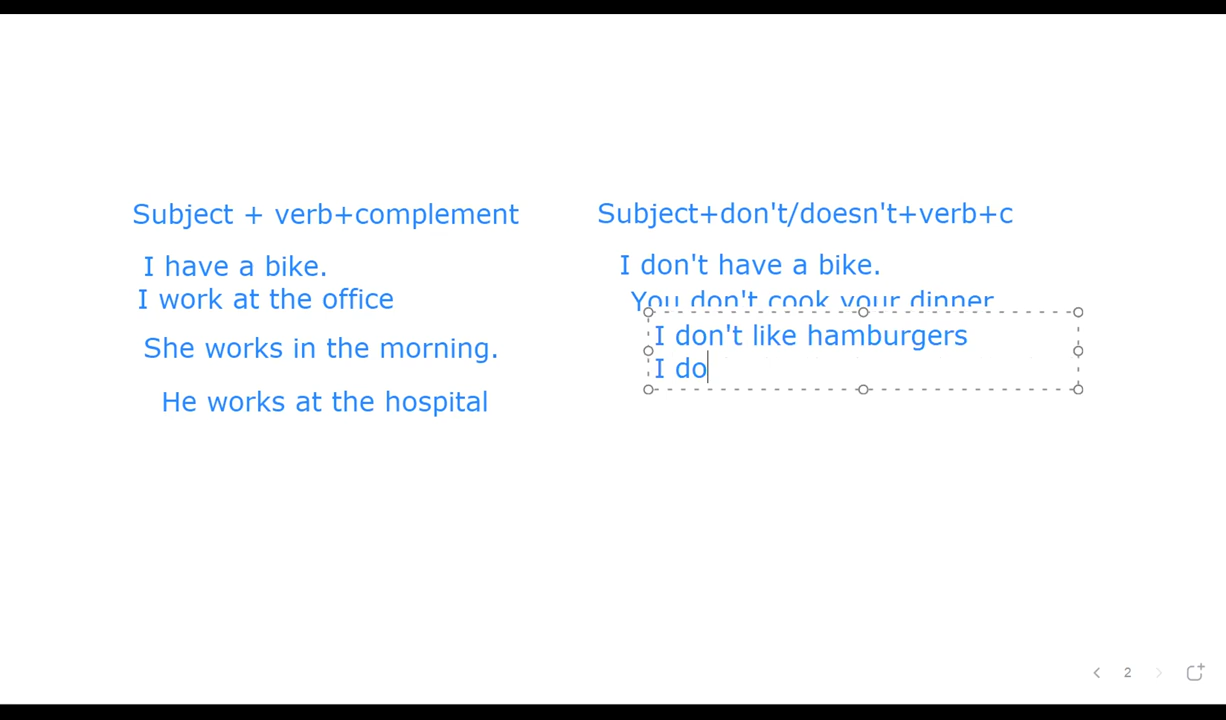 Subject + verb+complement
I have a bike.
I work at the office
She works in the morning.
He works at the hospital
Subject+don't/doesn't+verb+c
I don't have a bike.
You don't cook your dinner
I don't like hamburgers
I do
2